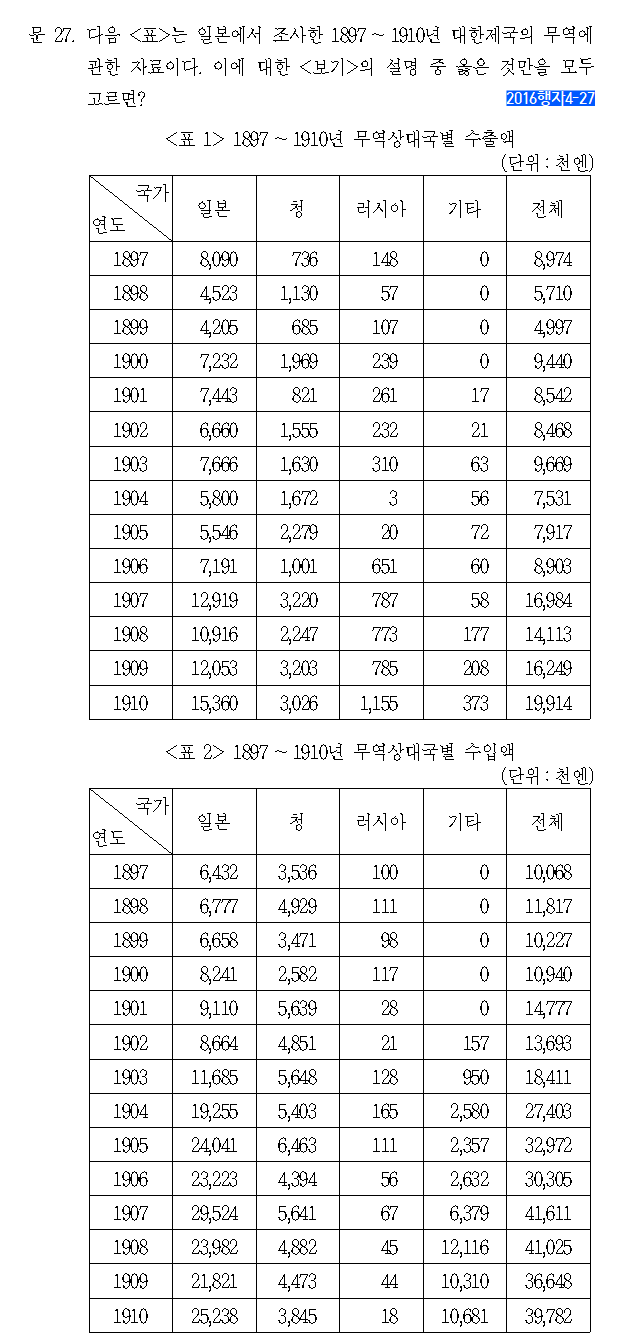 문 27. 다음 <표>는 일본에서 조사한 1897 ~ 1910년 대한제국의 무역에
관한 자료이다. 이에 대한 <보기>의 설명 중 옳은 것만을 모두
고르면? 2016행자4-27
<표 1> 1897 ~ 1910년 무역상대국별 수출액
(단위 : 천엔)
국가 연도 일본 청 러시아 기타 전체
1897 8,090 736 148 0 8,974
1898 4,523 1,130 57 0 5,710
1899 4,205 685 107 0 4,997
1900 7,232 1,969 239 0 9,440
1901 7,443 821 261 17 8,542
1902 6,660 1,555 232 21 8,468
1903 7,666 1,630 310 63 9,669
1904 5,800 1,672 3 56 7,531
1905 5,546 2,279 20 72 7,917
1906 7,191 1,001 651 60 8,903
1907 12,919 3,220 787 58 16,984
1908 10,916 2,247 773 177 14,113
1909 12,053 3,203 785 208 16,249
1910 15,360 3,026 1,155 373 19,914
<표 2> 1897 ~ 1910년 무역상대국별 수입액
(단위 : 천엔)
국가 연도 일본 청 러시아 기타 전체
1897 6,432 3,536 100 0 10,068
1898 6,777 4,929 111 0 11,817
1899 6,658 3,471 98 0 10,227
1900 8,241 2,582 117 0 10,940
1901 9,110 5,639 28 0 14,777
1902 8,664 4,851 21 157 13,693
1903 11,685 5,648 128 950 18,411
1904 19,255 5,403 165 2,580 27,403
1905 24,041 6,463 111 2,357 32,972
1906 23,223 4,394 56 2,632 30,305
1907 29,524 5,641 67 6,379 41,611
1908 23,982 4,882 45 12,116 41,025
1909 21,821 4,473 44 10,310 36,648
1910 25,238 3,845 18 10,681 39,782